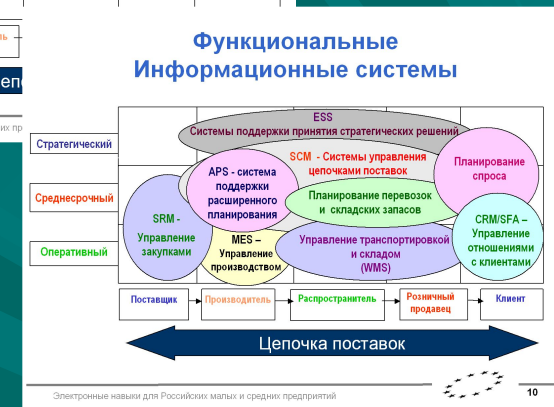 Функциональные
Информационные системы
ESS
Системы поддержки принятия стратегических решений
Стратегический
SCM - Системы управления
цепочками поставок
APS - система
поддержки
расширенного
планирования
Планирование
спроса
Среднесрочный
Планирование перевозок
и складских запасов
SRM -
Управление
закупками
CRM/SFA –
Управление
отношениями
с клиентами
Оперативный
MES –
Управление
производством
Управление транспортировкой
и складом
(WMS)
Поставщик
Производитель
Распространитель
Розничный
продавец
Клиент
Цепочка поставок
Электронные навыки для Российских малых и средних предприятий
10